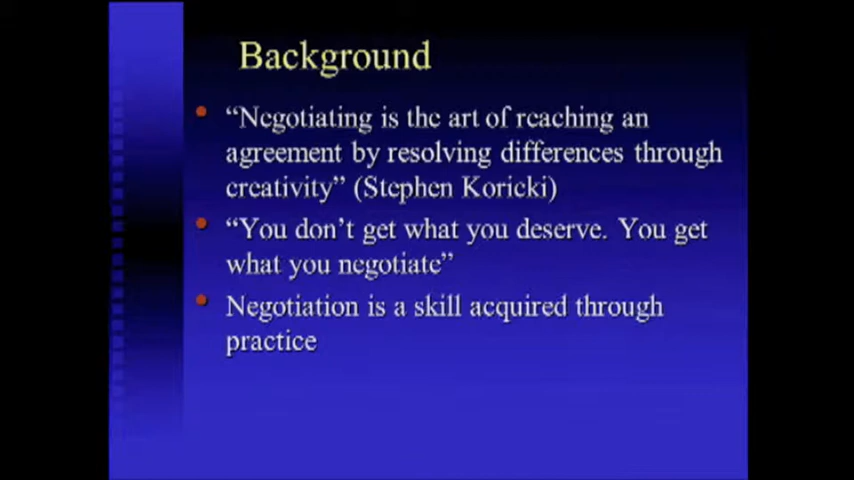 Background
“Negotiating is the art of reaching an
agreement by resolving differences through
creativity” (Stephen Koricki)
“You don’t get what you deserve. You get
what you negotiate”
Negotiation is a skill acquired through
practice